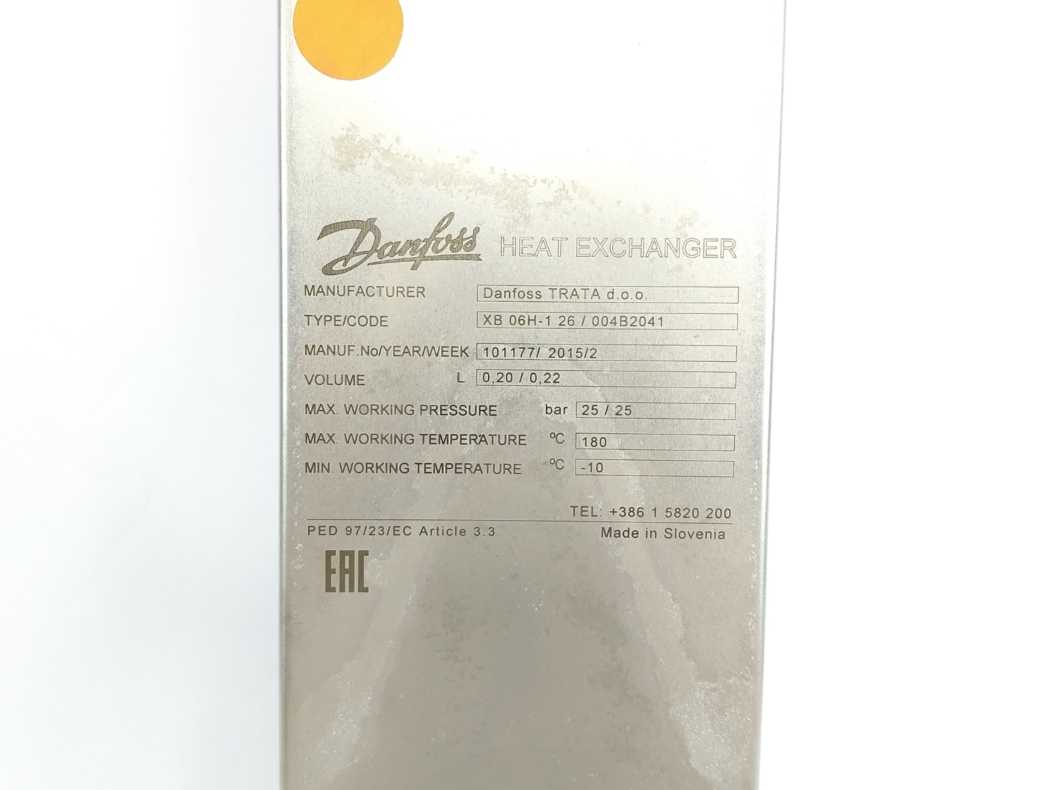 Danfoss HEAT EXCHANGER
MANUFACTURER Danfoss TRATA d.o.o.
TYPE/CODE XB 06H-1 26 / 004B2041
MANUF.No/YEAR/WEEK 101177/ 2015/2
VOLUME L 0,20 / 0,22
MAX. WORKING PRESSURE bar 25 / 25
MAX. WORKING TEMPERATURE ºC 180
MIN. WORKING TEMPERATURE ºC -10
TEL: +386 1 5820 200
PED 97/23/EC Article 3.3 Made in Slovenia
EAC